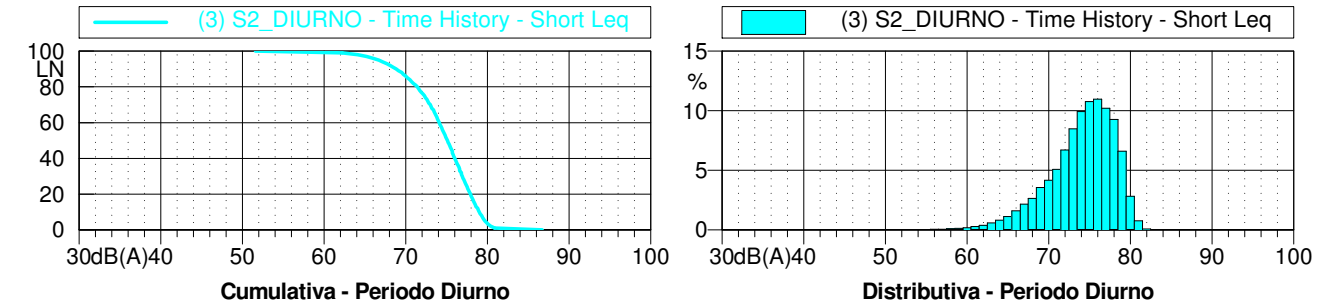 (3) S2_DIURNO - Time History - Short Leq
100
LN
80
60
40
20
0
30dB(A)40 50 60 70 80 90 100
Cumulativa - Periodo Diurno
(3) S2_DIURNO - Time History - Short Leq
15
%
10
5
0
30dB(A)40 50 60 70 80 90 100
Distributiva - Periodo Diurno